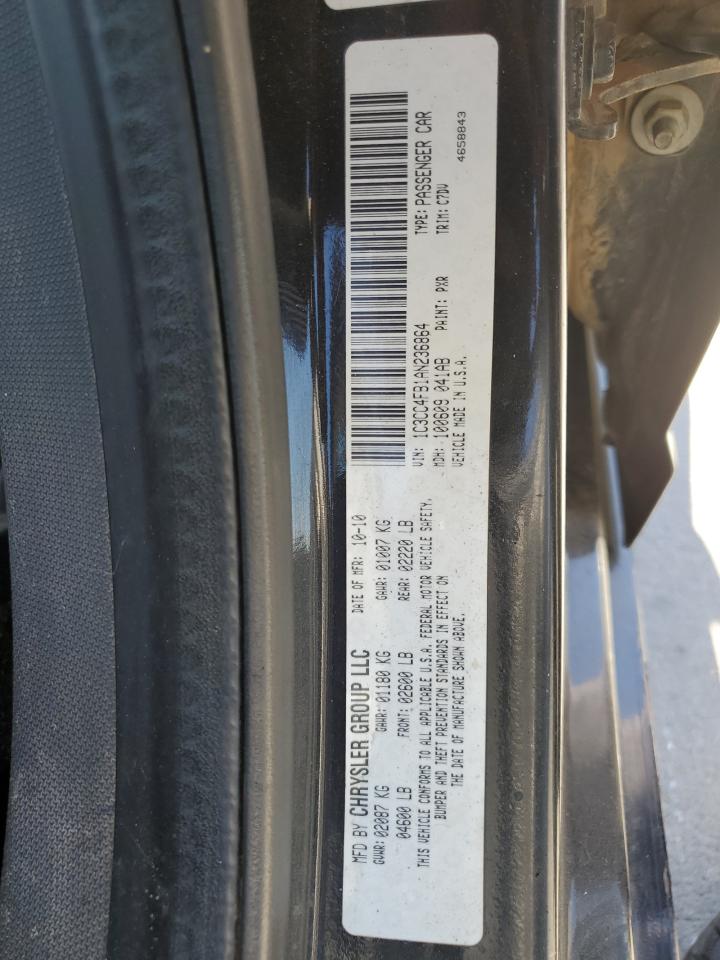 MFD BY CHRYSLER GROUP LLC DATE OF MFR: 10-10
GVWR: 02087 KG GAWR: 01180 KG GAWR: 01007 KG
04600 LB FRONT: 02600 LB REAR: 02220 LB
THIS VEHICLE CONFORMS TO ALL APPLICABLE U.S.A. FEDERAL MOTOR VEHICLE SAFETY,
BUMPER AND THEFT PREVENTION STANDARDS IN EFFECT ON
THE DATE OF MANUFACTURE SHOWN ABOVE.
VIN: 1C3CC4FB1AN236864 TYPE: PASSENGER CAR
MDH: 100609 041AB PAINT: PXR TRIM: C7DV
VEHICLE MADE IN U.S.A. 4658843